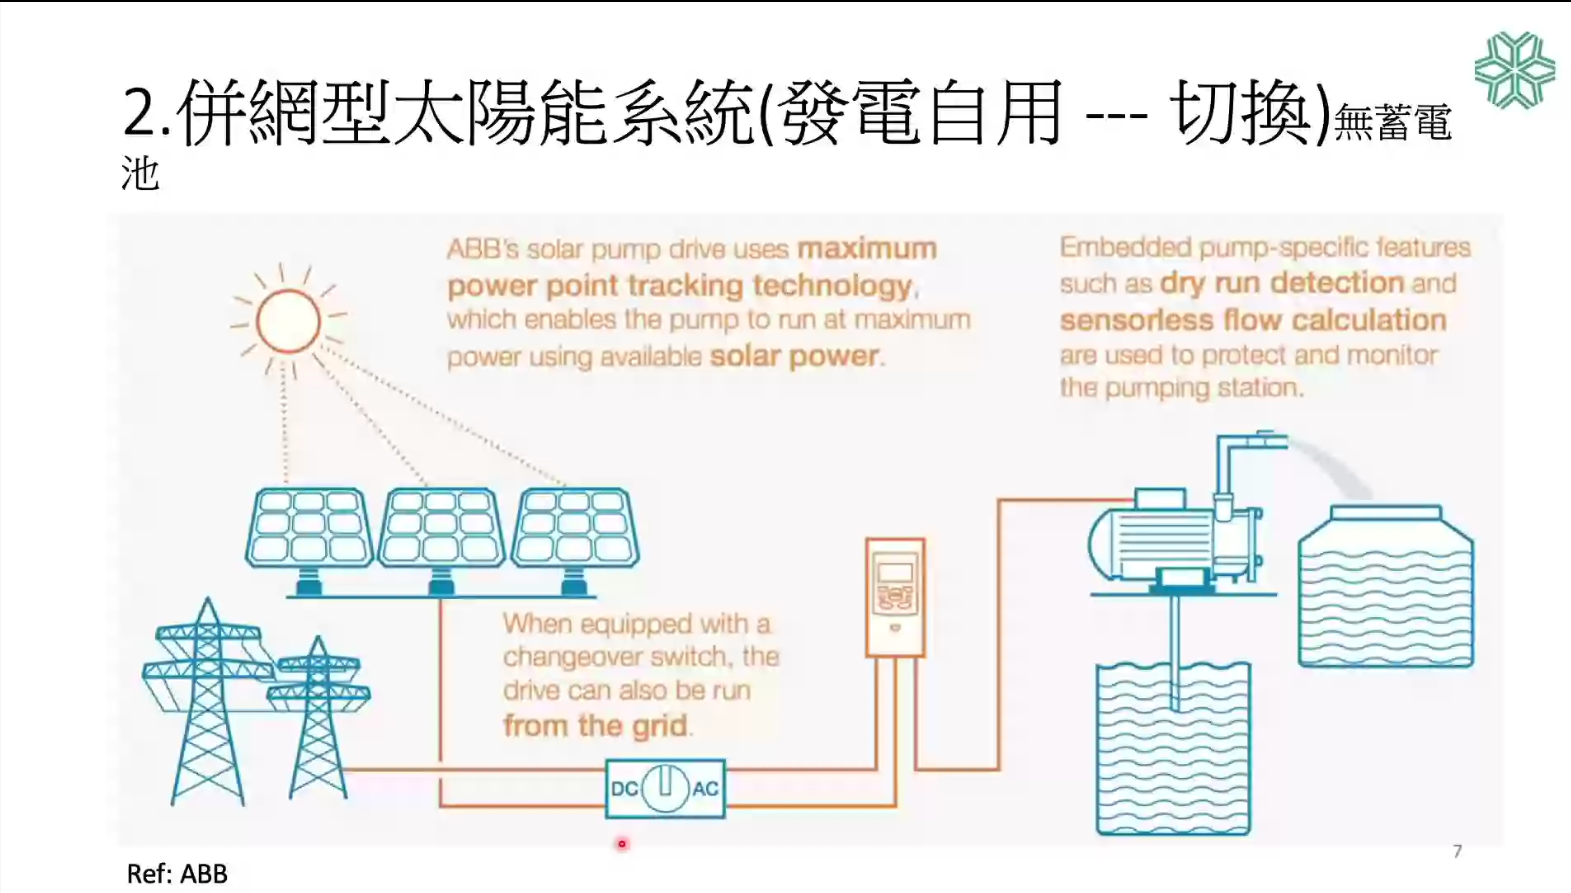 2.併網型太陽能系統(發電自用 --- 切換)無蓄電
池
ABB's solar pump drive uses maximum
power point tracking technology,
which enables the pump to run at maximum
power using available solar power.
Embedded pump-specific features
such as dry run detection and
sensorless flow calculation
are used to protect and monitor
the pumping station.
When equipped with a
changeover switch, the
drive can also be run
from the grid.
DC AC
7
Ref: ABB